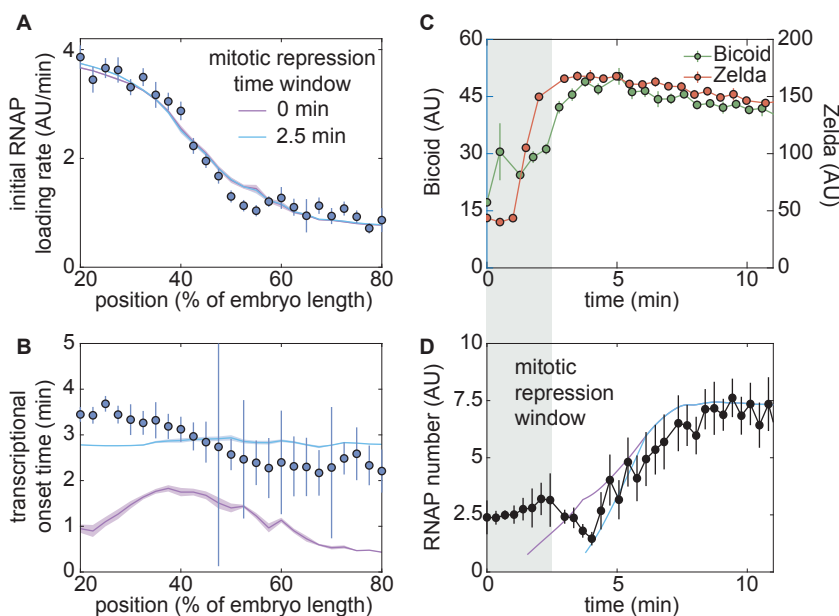 A
4
2
0
initial RNAP
loading rate (AU/min)
mitotic repression
time window
0 min
2.5 min
20
40
60
80
position (% of embryo length)
C
60
45
30
15
0
Bicoid (AU)
Bicoid
Zelda
200
150
100
50
0
Zelda
(AU)
0
5
10
time (min)
B
5
4
3
2
1
0
transcriptional
onset time (min)
20
40
60
80
position (% of embryo length)
D
10
7.5
5
2.5
0
RNAP number (AU)
mitotic
repression
window
0
5
10
time (min)